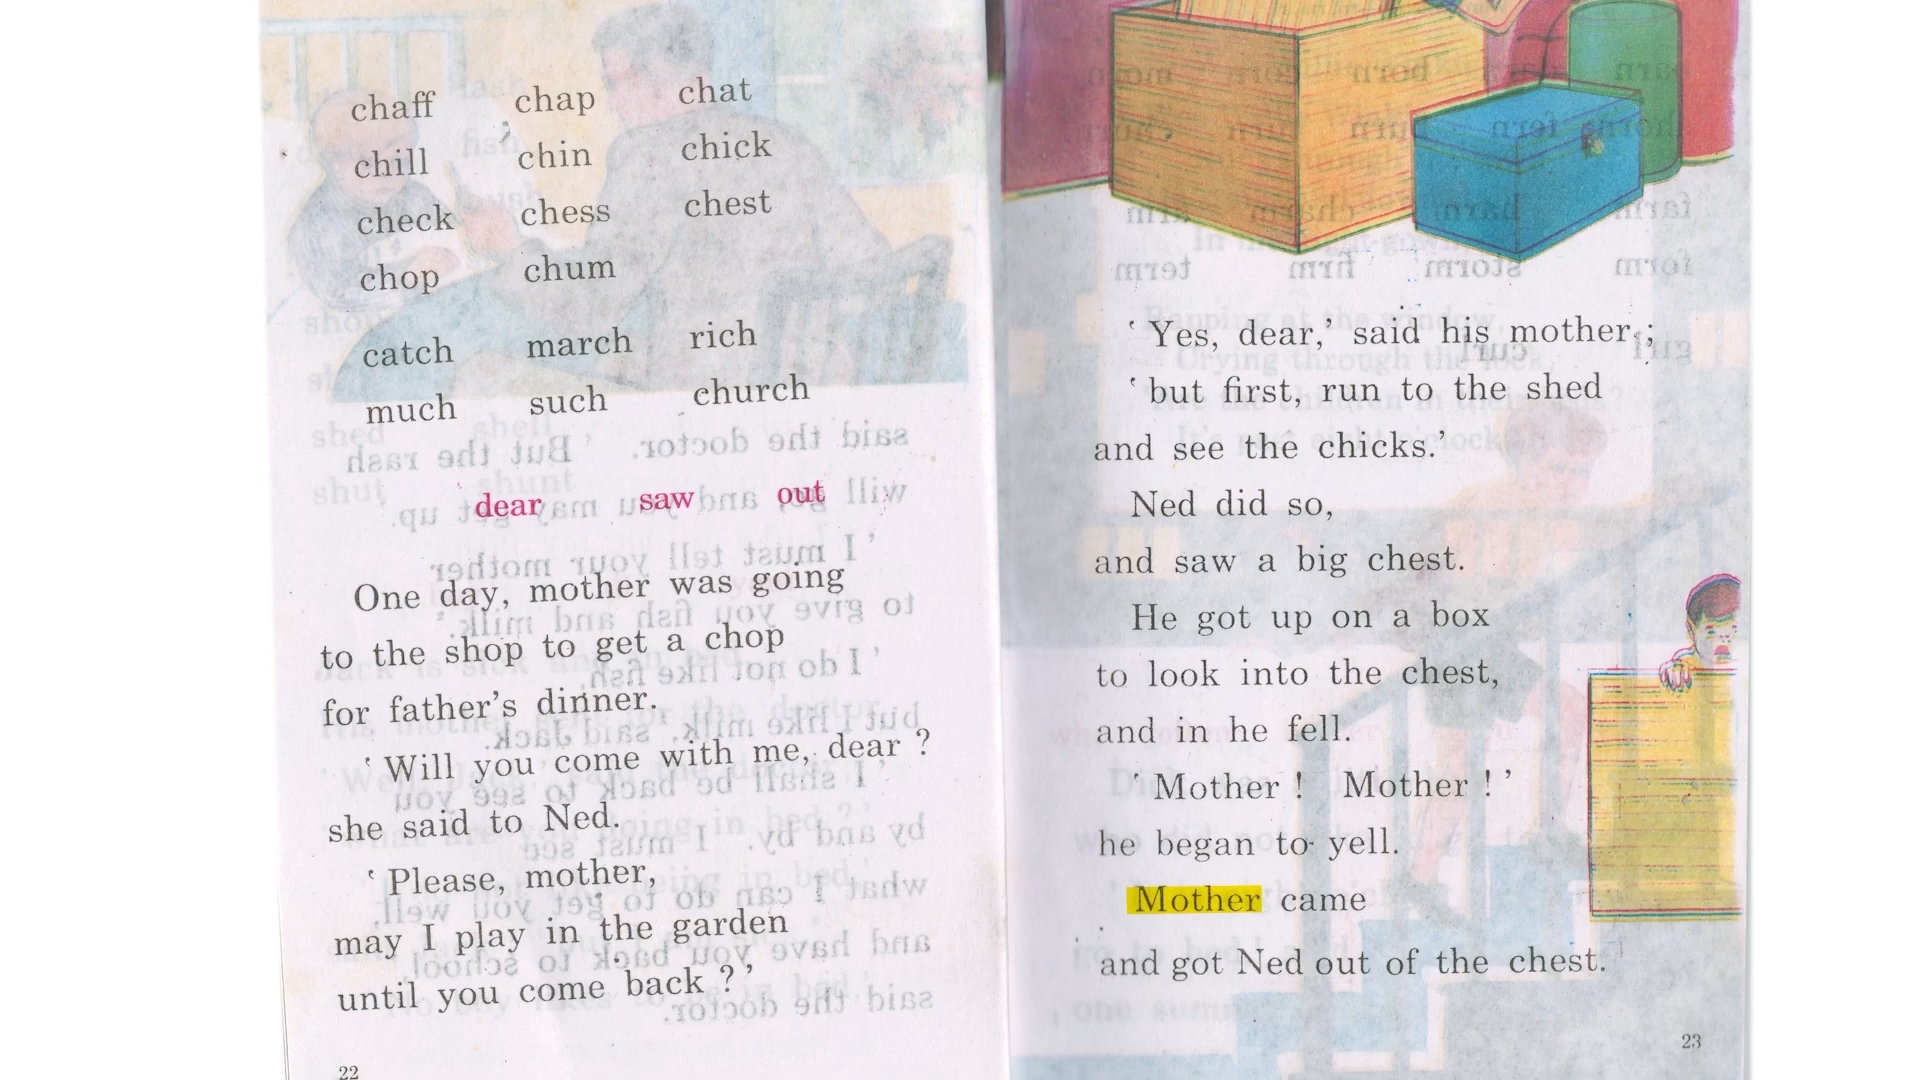 chaff chap chat
chill chin chick
check chess chest
chop chum
catch march rich
much such church
dear saw out
One day, mother was going
to the shop to get a chop
for father's dinner.
' Will you come with me, dear ?
she said to Ned.
' Please, mother,
may I play in the garden
until you come back ? '
22
' Yes, dear,' said his mother ;
' but first, run to the shed
and see the chicks.'
Ned did so,
and saw a big chest.
He got up on a box
to look into the chest,
and in he fell.
' Mother ! Mother ! '
he began to yell.
Mother came
and got Ned out of the chest.
23